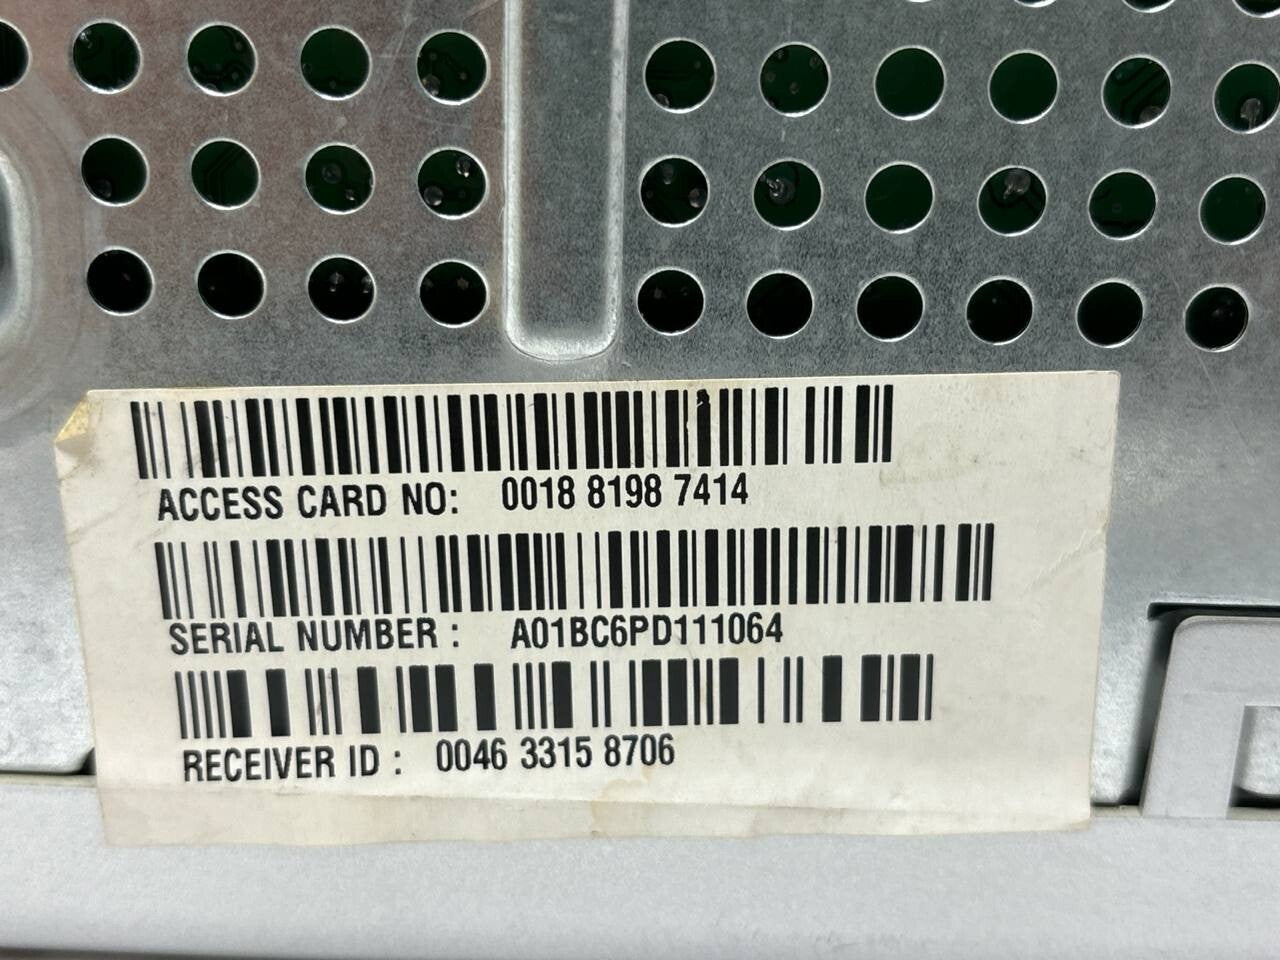 ACCESS CARD NO: 0018 8198 7414
SERIAL NUMBER : A01BC6PD111064
RECEIVER ID : 0046 3315 8706